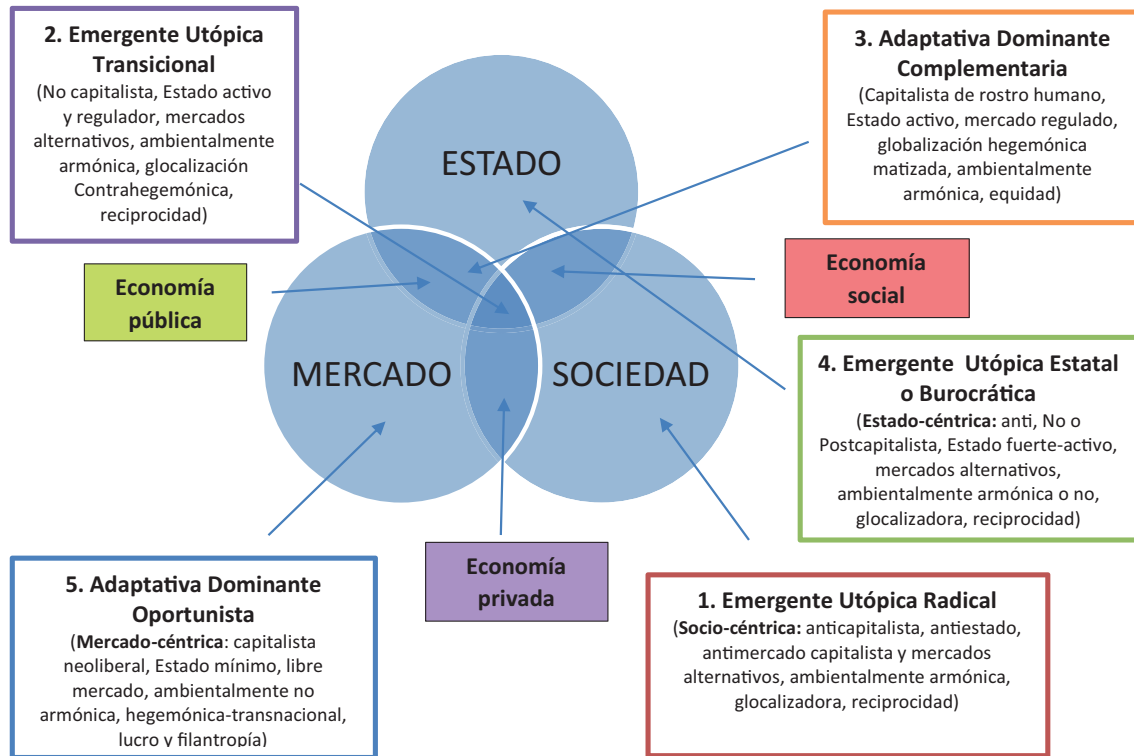 2. Emergente Utópica
Transicional
(No capitalista, Estado activo
y regulador, mercados
alternativos, ambientalmente
armónica, glocalización
Contrahegemónica,
reciprocidad)
3. Adaptativa Dominante
Complementaria
(Capitalista de rostro humano,
Estado activo, mercado regulado,
globalización hegemónica
matizada, ambientalmente
armónica, equidad)
ESTADO
Economía
pública
Economía
social
MERCADO
SOCIEDAD
4. Emergente Utópica Estatal
o Burocrática
(Estado-céntrica: anti, No o
Postcapitalista, Estado fuerte-activo,
mercados alternativos,
ambientalmente armónica o no,
glocalizadora, reciprocidad)
Economía
privada
5. Adaptativa Dominante
Oportunista
(Mercado-céntrica: capitalista
neoliberal, Estado mínimo, libre
mercado, ambientalmente no
armónica, hegemónica-transnacional,
lucro y filantropía)
1. Emergente Utópica Radical
(Socio-céntrica: anticapitalista, antiestado,
antimercado capitalista y mercados
alternativos, ambientalmente armónica,
glocalizadora, reciprocidad)